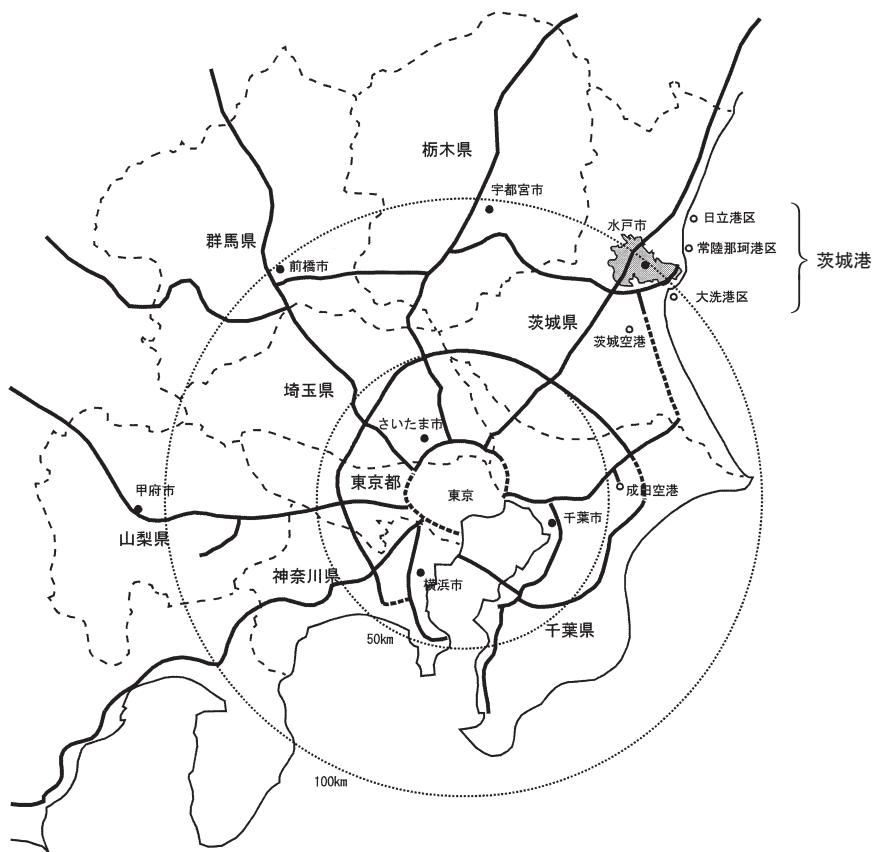 栃木県
宇都宮市
水戸市
日立港区
群馬県
常陸那珂港区
茨城港
前橋市
大洗港区
茨城県
茨城空港
埼玉県
さいたま市
東京都
東京
甲府市
成田空港
千葉市
山梨県
神奈川県
横浜市
千葉県
50km
100km